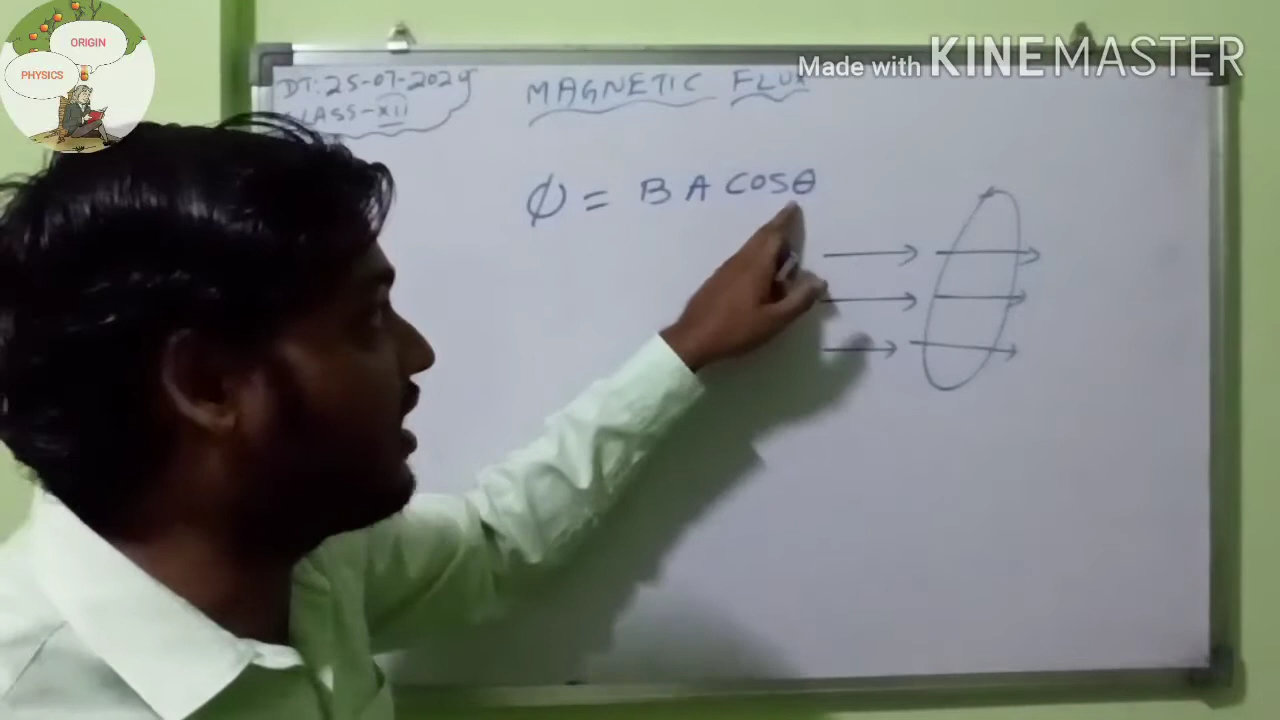 ORIGIN
PHYSICS
Made with KINEMASTER
DT:25-07-2024
CLASS-XII
MAGNETIC FLUX
φ = B A COSθ